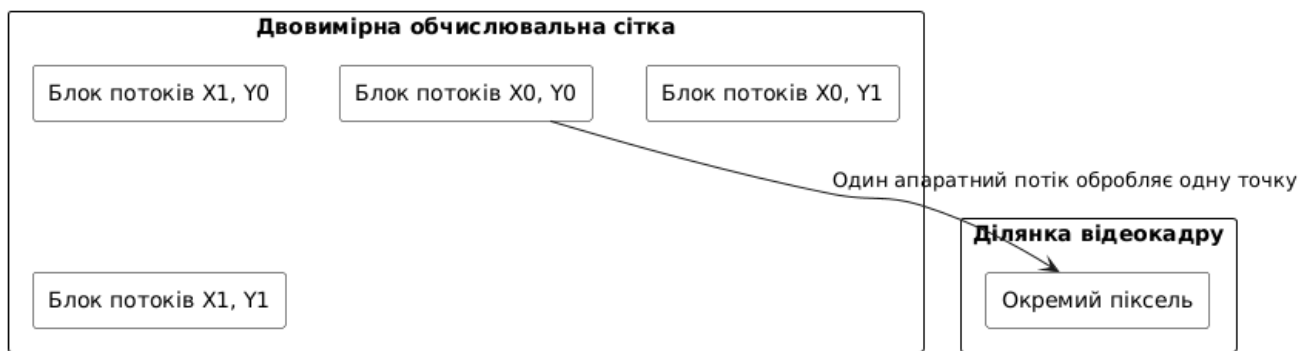 Двовимірна обчислювальна сітка
Блок потоків X1, Y0
Блок потоків X0, Y0
Блок потоків X0, Y1
Один апаратний потік обробляє одну точку
Ділянка відеокадру
Блок потоків X1, Y1
Окремий піксель